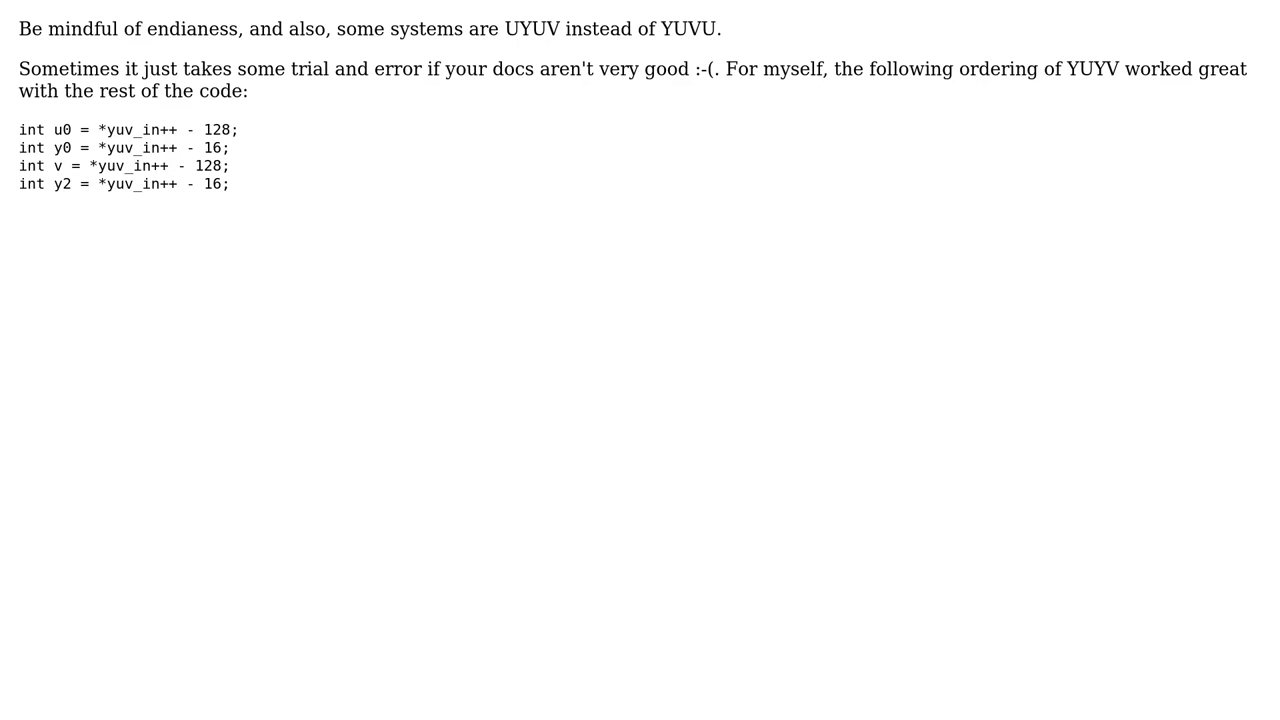 Be mindful of endianess, and also, some systems are UYUV instead of YUVU.
Sometimes it just takes some trial and error if your docs aren't very good :-(. For myself, the following ordering of YUYV worked great
with the rest of the code:
int u0 = *yuv_in++ - 128;
int y0 = *yuv_in++ - 16;
int v = *yuv_in++ - 128;
int y2 = *yuv_in++ - 16;